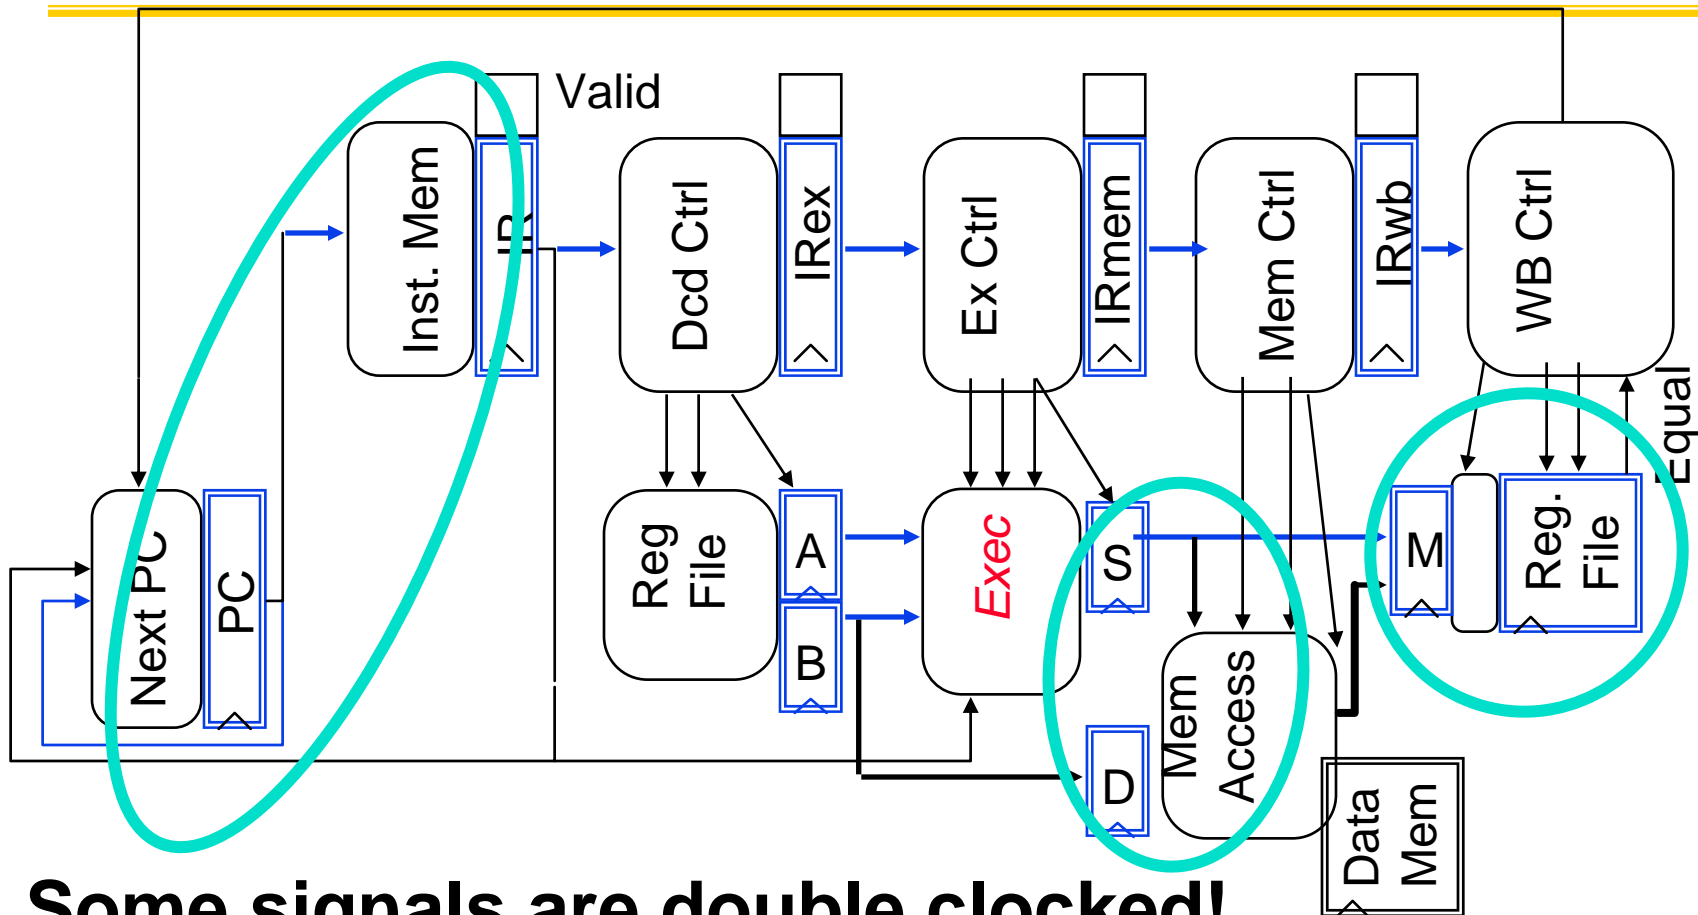 Valid
Inst. Mem
IR
Dcd Ctrl
IRex
Ex Ctrl
IRmem
Mem Ctrl
IRwb
WB Ctrl
Equal
Next PC
PC
Reg
File
A
B
Exec
S
D
Mem
Access
Data
Mem
M
Reg.
File
Some signals are double clocked!